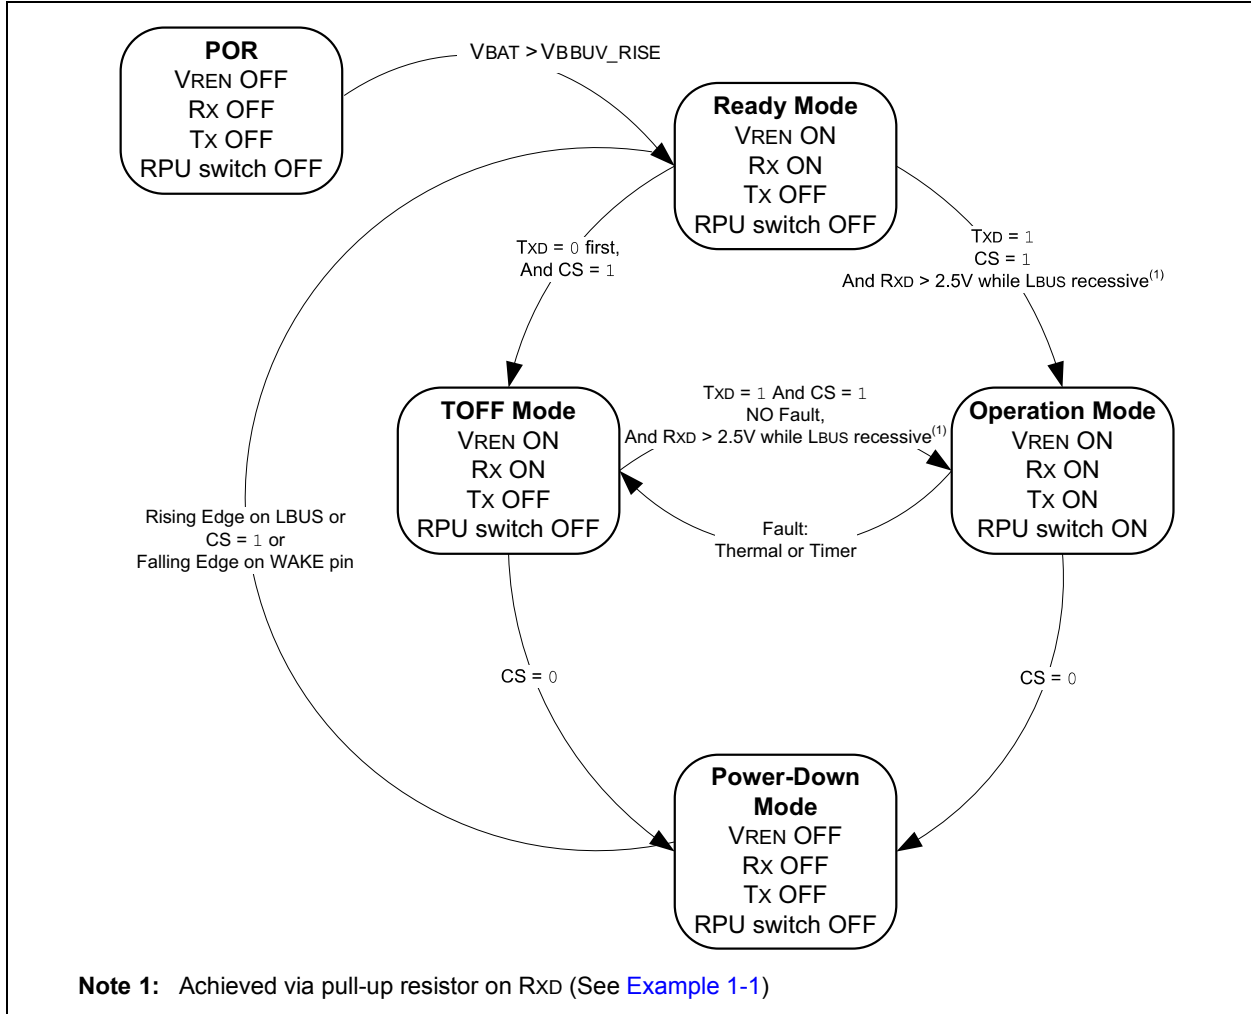 POR
VREN OFF
RX OFF
TX OFF
RPU switch OFF
VBAT > VBBUV_RISE
Ready Mode
VREN ON
RX ON
TX OFF
RPU switch OFF
TXD = 0 first,
And CS = 1
TXD = 1
CS = 1
And RXD > 2.5V while LBUS recessive(1)
TOFF Mode
VREN ON
RX ON
TX OFF
RPU switch OFF
TXD = 1 And CS = 1
NO Fault,
And RXD > 2.5V while LBUS recessive(1)
Operation Mode
VREN ON
RX ON
TX ON
RPU switch ON
Rising Edge on LBUS or
CS = 1 or
Falling Edge on WAKE pin
Fault:
Thermal or Timer
CS = 0
CS = 0
Power-Down
Mode
VREN OFF
RX OFF
TX OFF
RPU switch OFF
Note 1: Achieved via pull-up resistor on RXD (See Example 1-1)